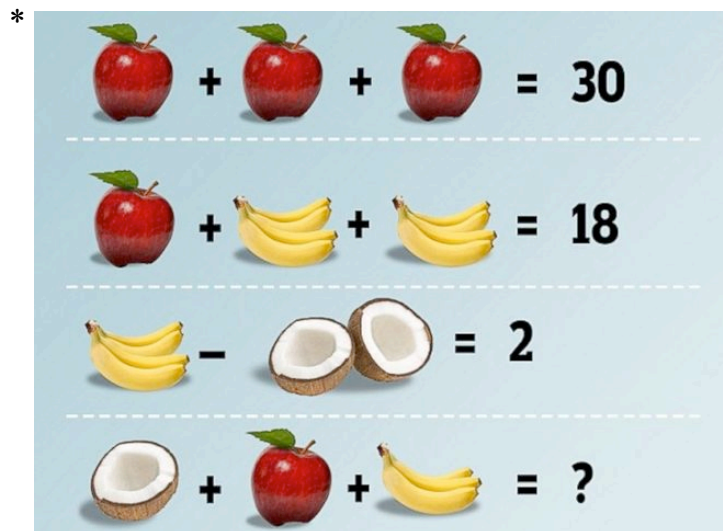 *
+ + = 30
+ + = 18
- = 2
+ + = ?